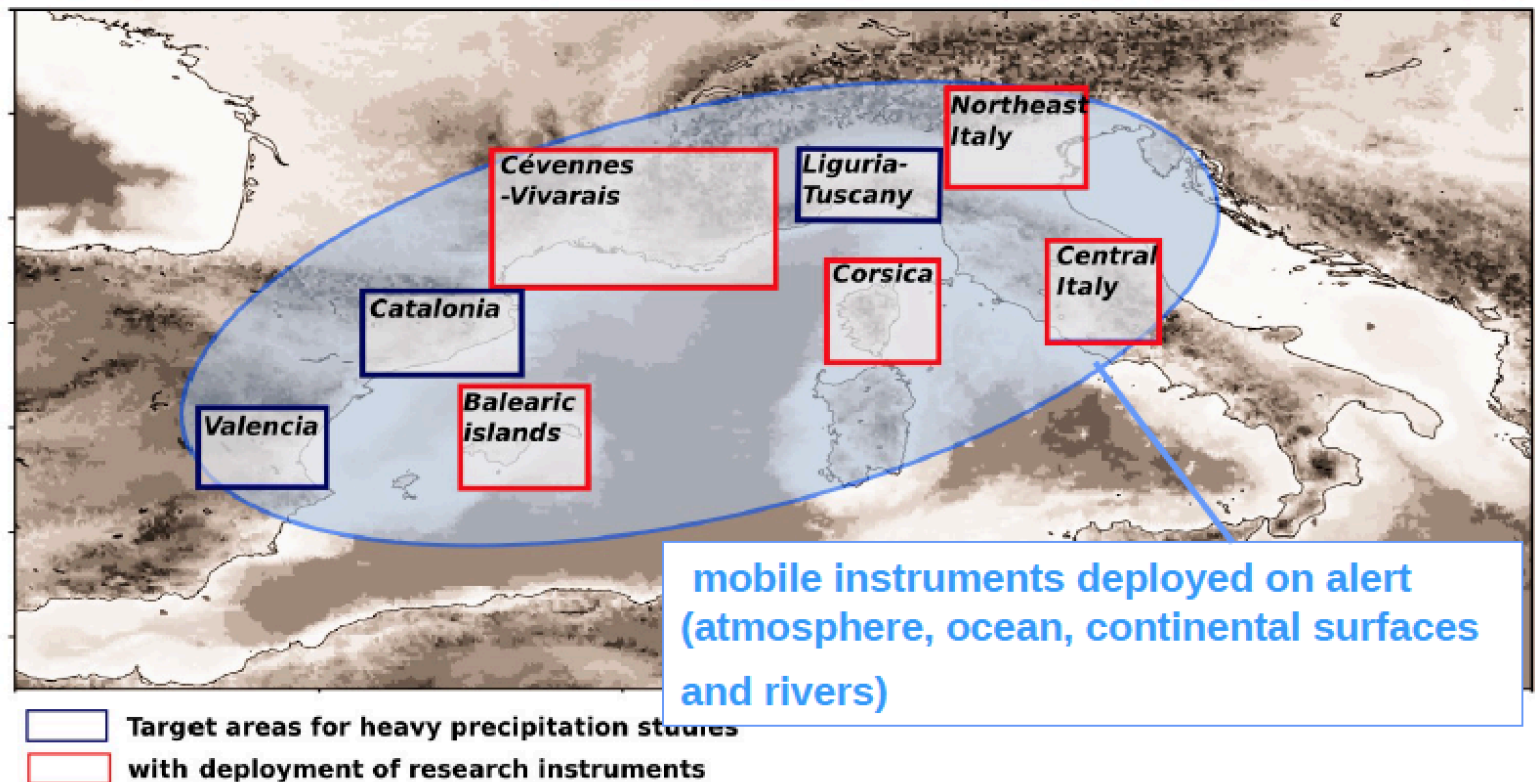 Northeast
Italy
Cévennes
-Vivarais
Liguria-
Tuscany
Central
Italy
Corsica
Catalonia
Balearic
islands
Valencia
mobile instruments deployed on alert
(atmosphere, ocean, continental surfaces
and rivers)
Target areas for heavy precipitation studies
with deployment of research instruments